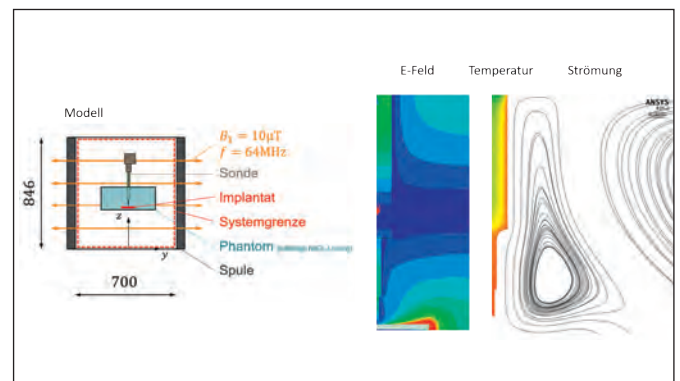 E-Feld Temperatur Strömung
Modell
ANSYS
B₁ = 10µT
f = 64MHz
Sonde
Implantat
Systemgrenze
Phantom
Spule
846
700
z
y